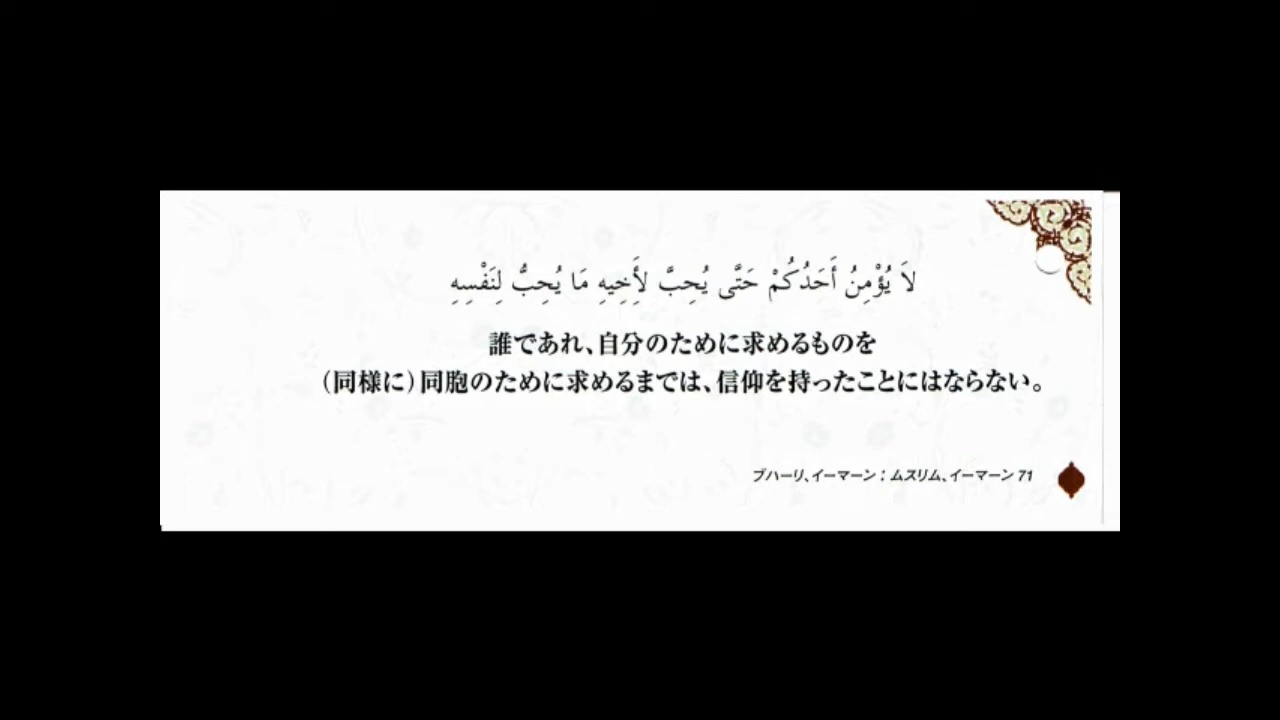 لاَ يُؤْمِنُ أَحَدُكُمْ حَتَّى يُحِبَّ لأَِخِيهِ مَا يُحِبُّ لِنَفْسِهِ
誰であれ、自分のために求めるものを
(同様に)同胞のために求めるまでは、信仰を持ったことにはならない。
ブハーリ、イーマーン:ムスリム、イーマーン 71